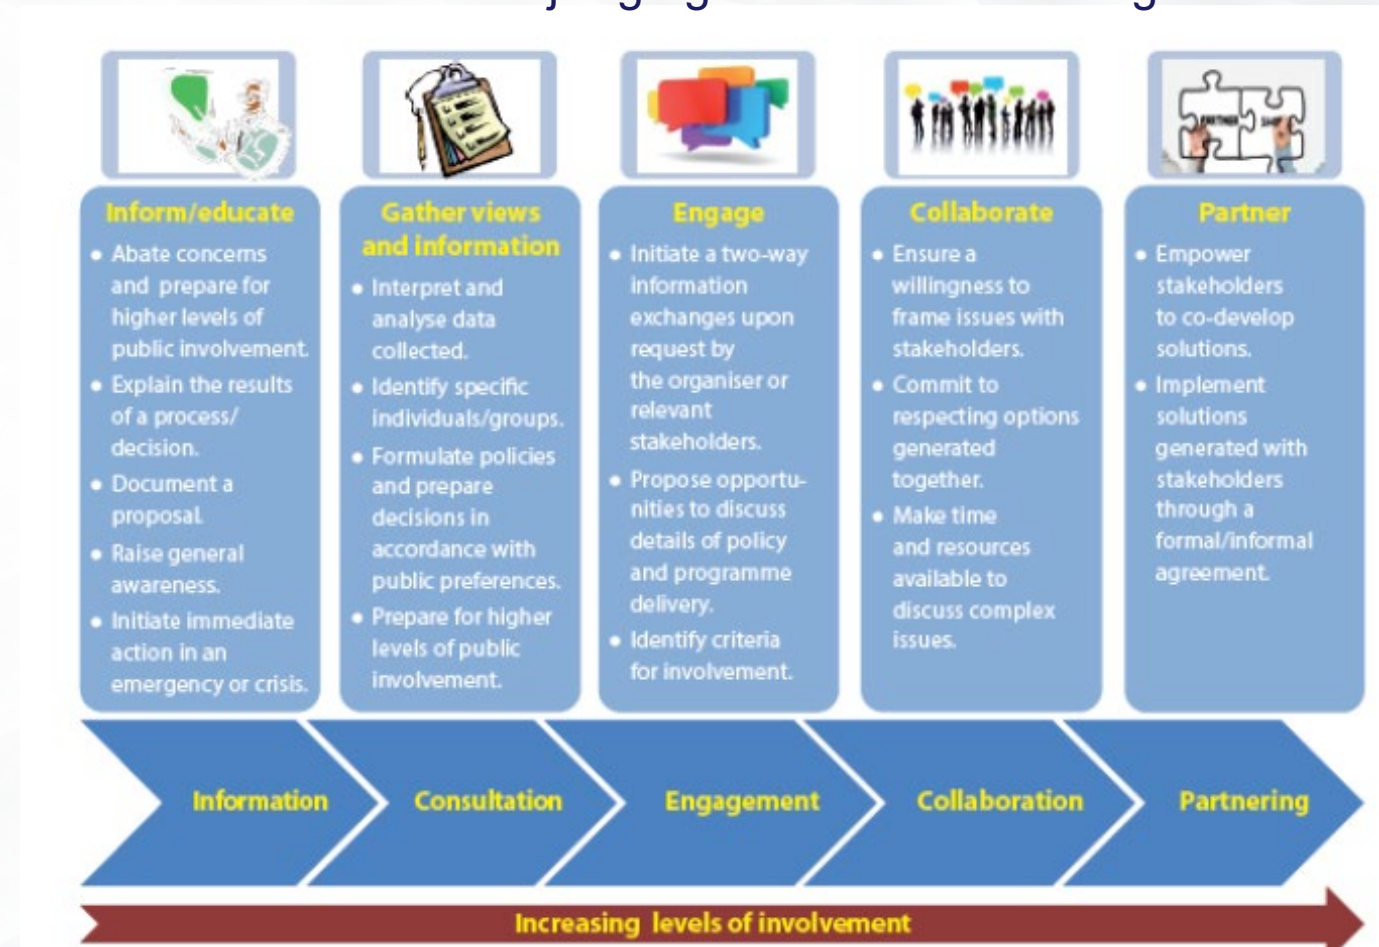 Inform/educate
• Abate concerns
and prepare for
higher levels of
public involvement.
• Explain the results
of a process/
decision.
• Document a
proposal.
• Raise general
awareness.
• Initiate immediate
action in an
emergency or crisis.
Gather views
and information
• Interpret and
analyse data
collected.
• Identify specific
individuals/groups.
• Formulate policies
and prepare
decisions in
accordance with
public preferences.
• Prepare for higher
levels of public
involvement.
Engage
• Initiate a two-way
information
exchanges upon
request by
the organiser or
relevant
stakeholders.
• Propose opportu-
nities to discuss
details of policy
and programme
delivery.
• Identify criteria
for involvement.
Collaborate
• Ensure a
willingness to
frame issues with
stakeholders.
• Commit to
respecting options
generated
together.
• Make time
and resources
available to
discuss complex
issues.
PARTNER SHIP
Partner
• Empower
stakeholders
to co-develop
solutions.
• Implement
solutions
generated with
stakeholders
through a
formal/informal
agreement.
Information
Consultation
Engagement
Collaboration
Partnering
Increasing levels of involvement